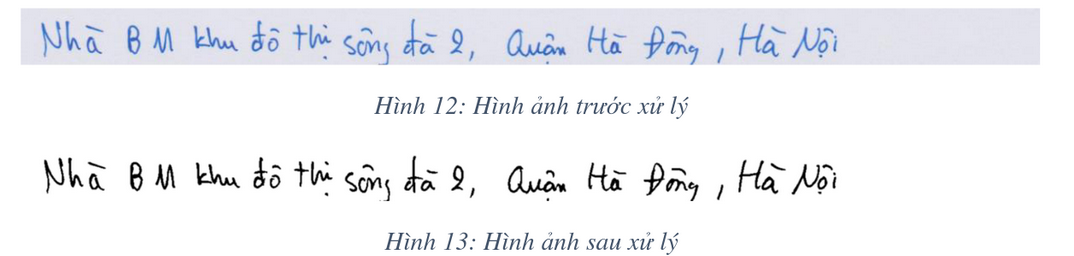 Nhà B M khu đô thị sông đà 2, Quận Hà Đông, Hà Nội
Hình 12: Hình ảnh trước xử lý
Nhà B M khu đô thị sông đà 2, Quận Hà Đông, Hà Nội
Hình 13: Hình ảnh sau xử lý